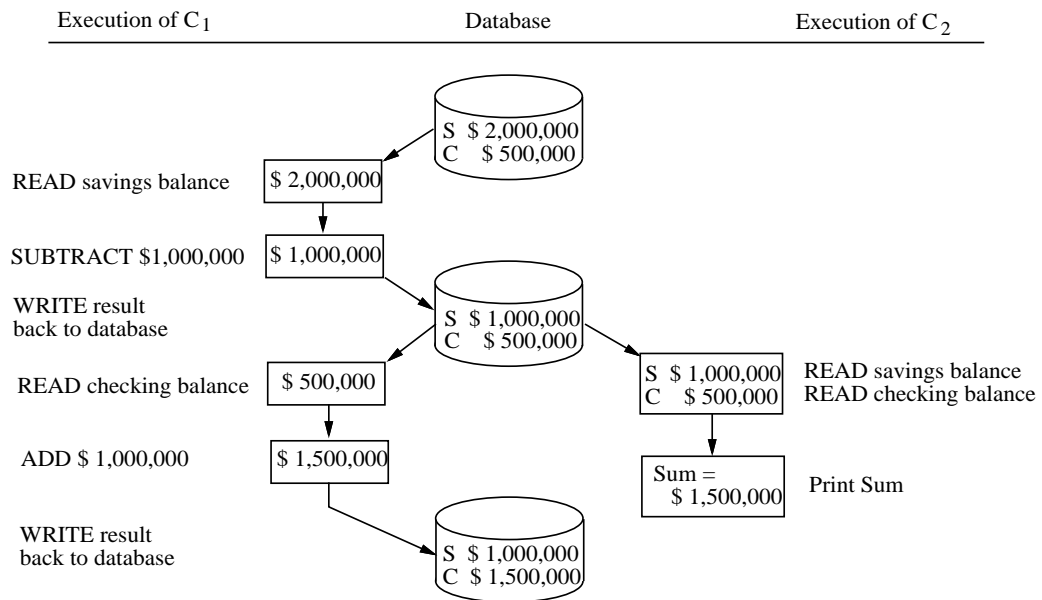 Execution of C1 Database Execution of C2
S $ 2,000,000
C $ 500,000
READ savings balance $ 2,000,000
SUBTRACT $1,000,000 $ 1,000,000
WRITE result
back to database
S $ 1,000,000
C $ 500,000
READ checking balance $ 500,000
S $ 1,000,000 READ savings balance
C $ 500,000 READ checking balance
ADD $ 1,000,000 $ 1,500,000
Sum =
$ 1,500,000 Print Sum
WRITE result
back to database
S $ 1,000,000
C $ 1,500,000